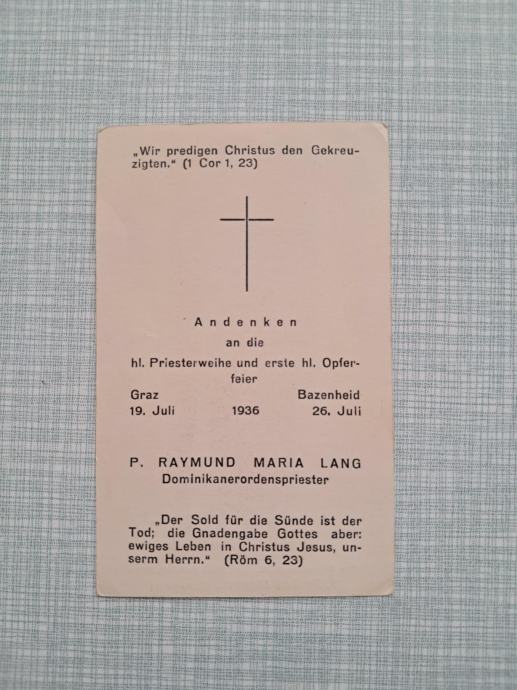 „Wir predigen Christus den Gekreu-
zigten.“ (1 Cor 1, 23)
Andenken
an die
hl. Priesterweihe und erste hl. Opfer-
feier
Graz Bazenheid
19. Juli 1936 26. Juli
P. RAYMUND MARIA LANG
Dominikanerordenspriester
„Der Sold für die Sünde ist der
Tod; die Gnadengabe Gottes aber:
ewiges Leben in Christus Jesus, un-
serm Herrn.“ (Röm 6, 23)